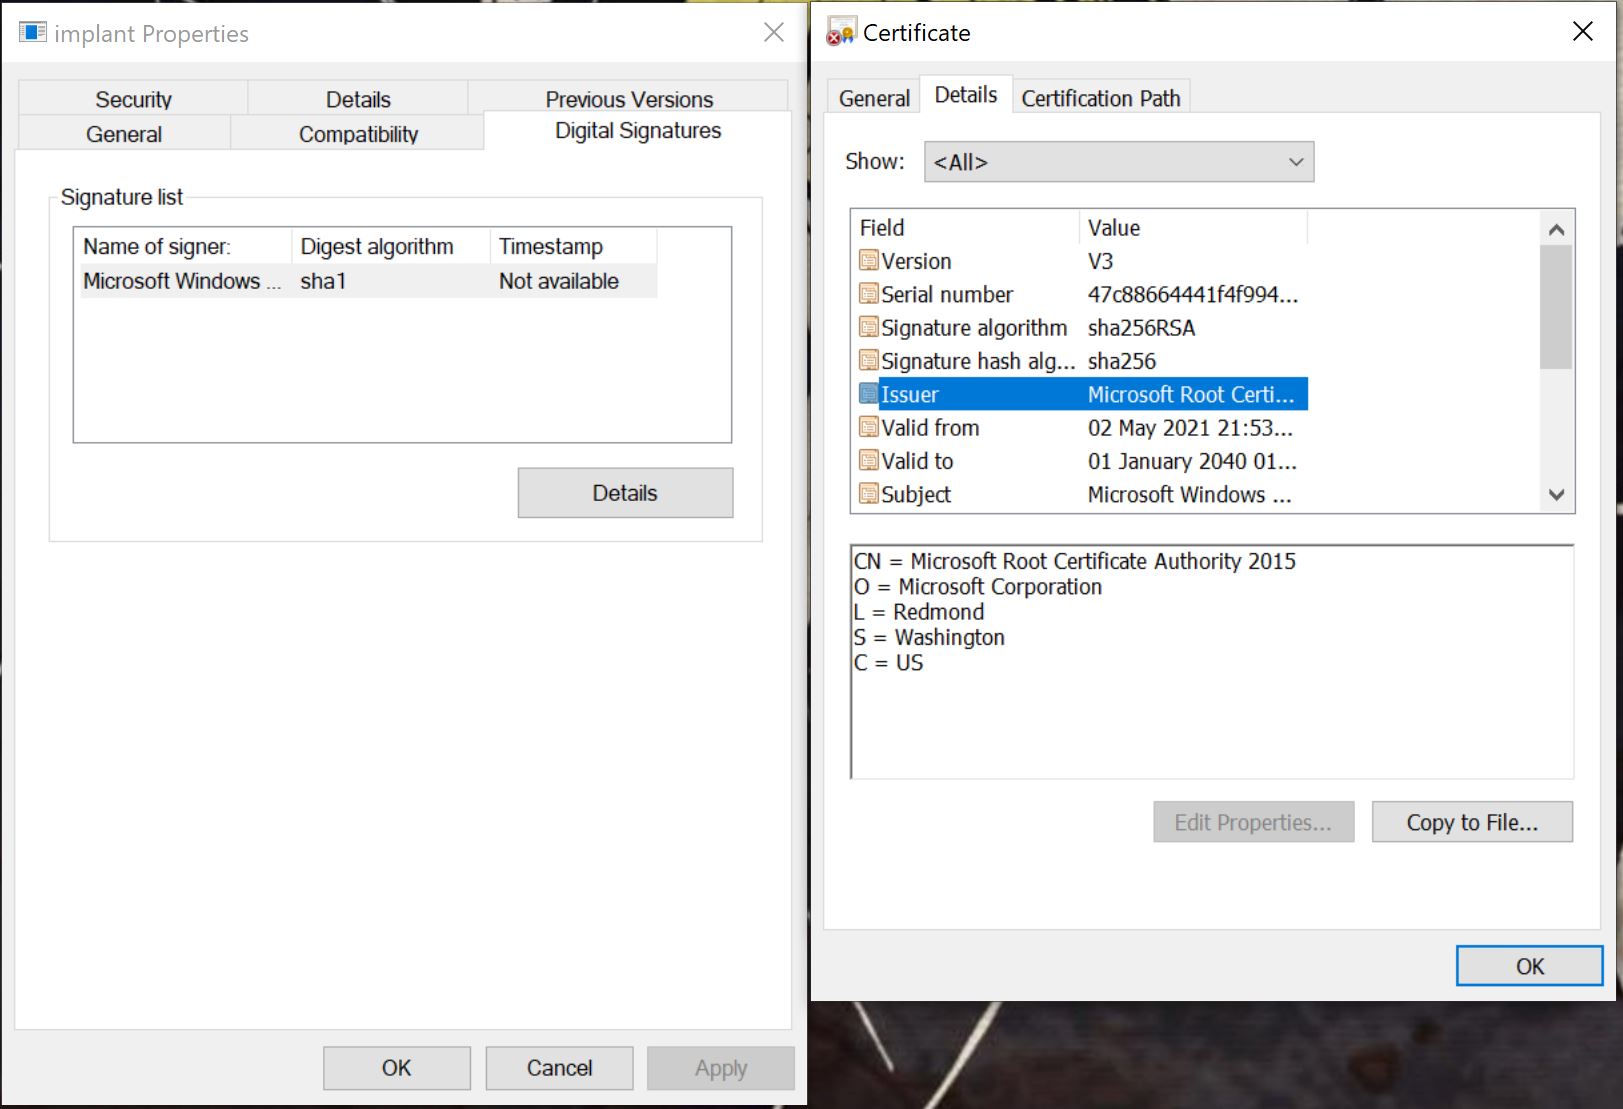 implant Properties
Security
Details
Previous Versions
General
Compatibility
Digital Signatures
Signature list
Name of signer: Digest algorithm Timestamp
Microsoft Windows ... sha1 Not available
Details
OK
Cancel
Apply
Certificate
General
Details
Certification Path
Show: <All>
Field Value
Version V3
Serial number 47c88664441f4f994...
Signature algorithm sha256RSA
Signature hash alg... sha256
Issuer Microsoft Root Certi...
Valid from 02 May 2021 21:53...
Valid to 01 January 2040 01...
Subject Microsoft Windows ...
CN = Microsoft Root Certificate Authority 2015
O = Microsoft Corporation
L = Redmond
S = Washington
C = US
Edit Properties...
Copy to File...
OK